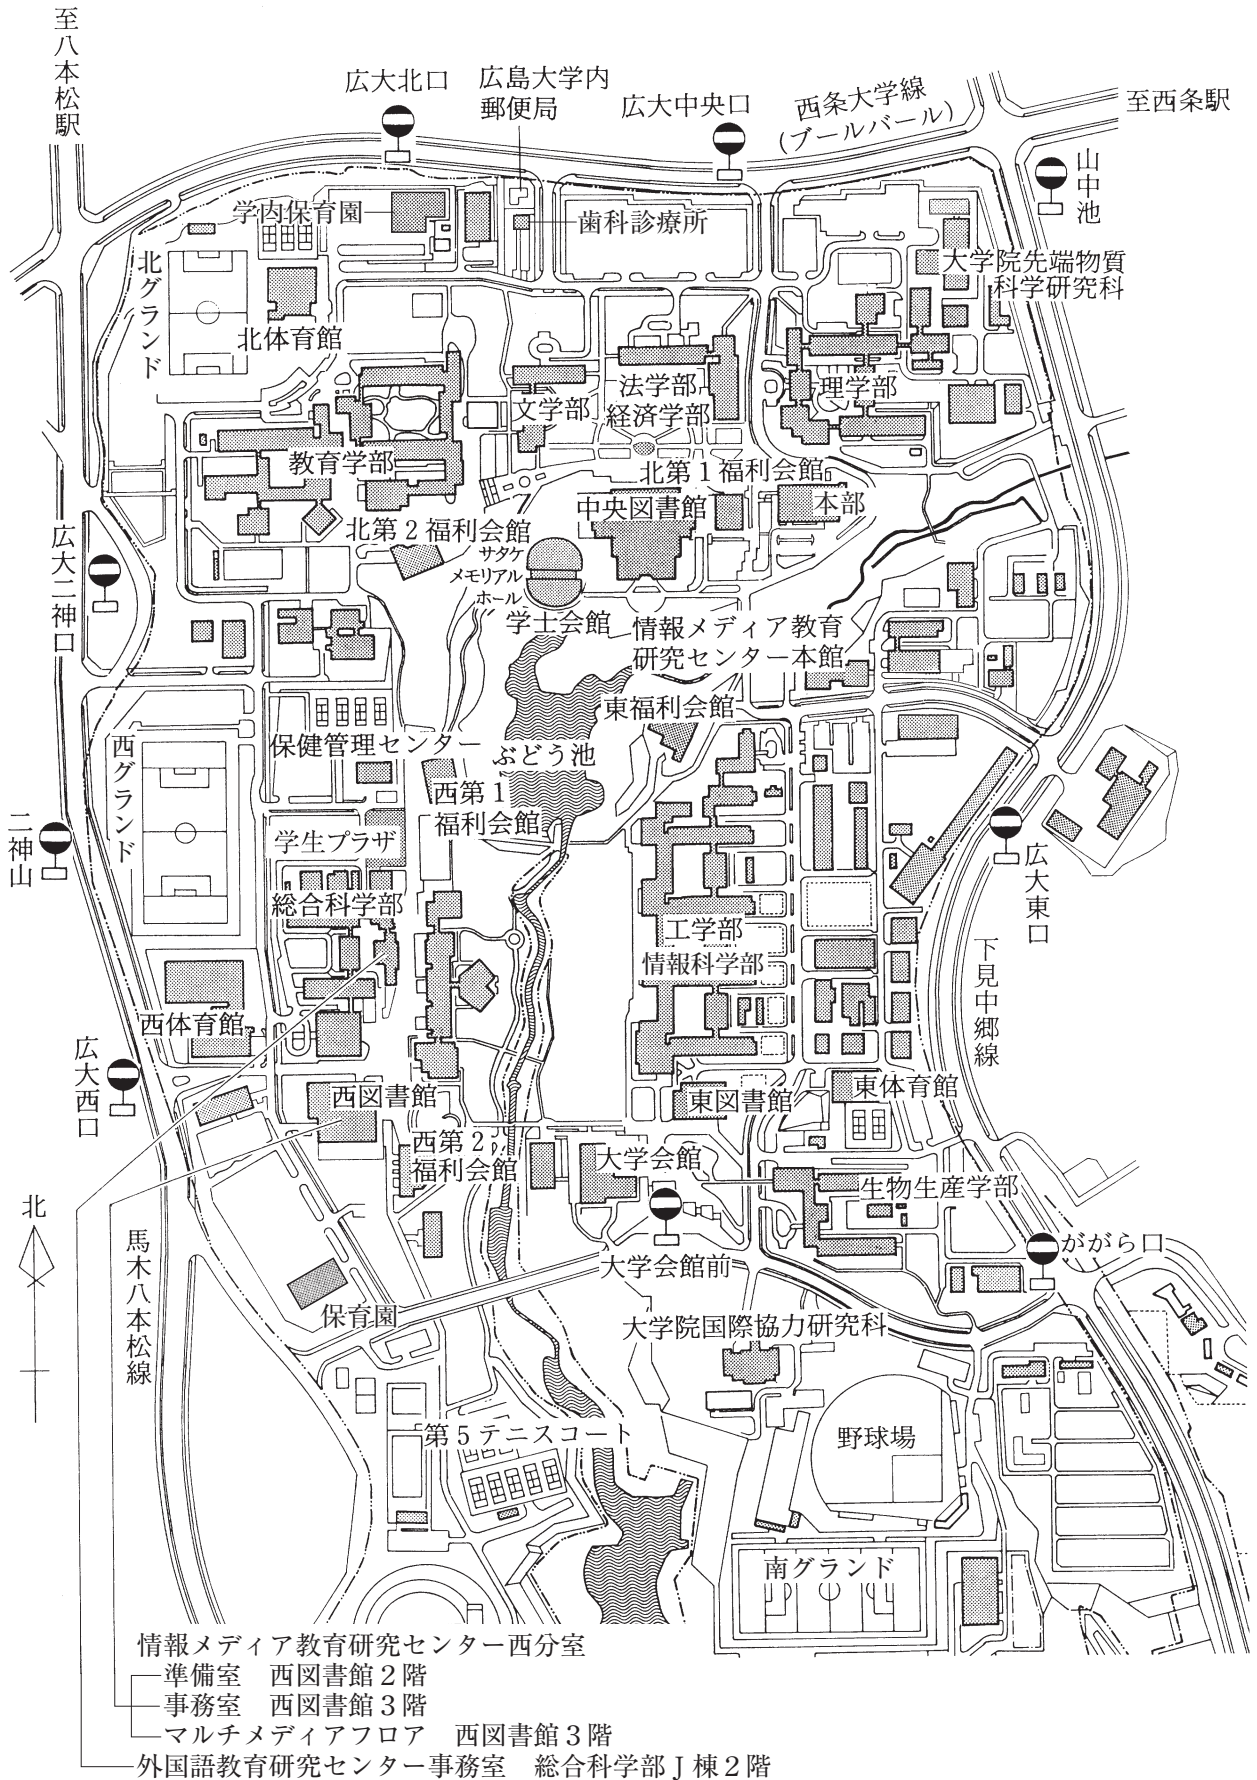 至八本松駅
広大北口
広島大学内
郵便局
広大中央口
西条大学線
(ブールバール)
至西条駅
山中池
学内保育園
歯科診療所
北グランド
大学院先端物質
科学研究科
北体育館
法学部
経済学部
理学部
文学部
教育学部
北第1福利会館
中央図書館
本部
北第2福利会館
サタケ
メモリアル
ホール
学士会館
広大二神口
情報メディア教育
研究センター本館
東福利会館
西グランド
保健管理センター
ぶどう池
西第1
福利会館
二神山
学生プラザ
広大東口
総合科学部
工学部
情報科学部
下見中郷線
西体育館
広大西口
西図書館
東図書館
東体育館
西第2
福利会館
大学会館
生物生産学部
北
馬木八本松線
ががら口
大学会館前
保育園
大学院国際協力研究科
第5テニスコート
野球場
南グランド
情報メディア教育研究センター西分室
準備室 西図書館2階
事務室 西図書館3階
マルチメディアフロア 西図書館3階
外国語教育研究センター事務室 総合科学部J棟2階